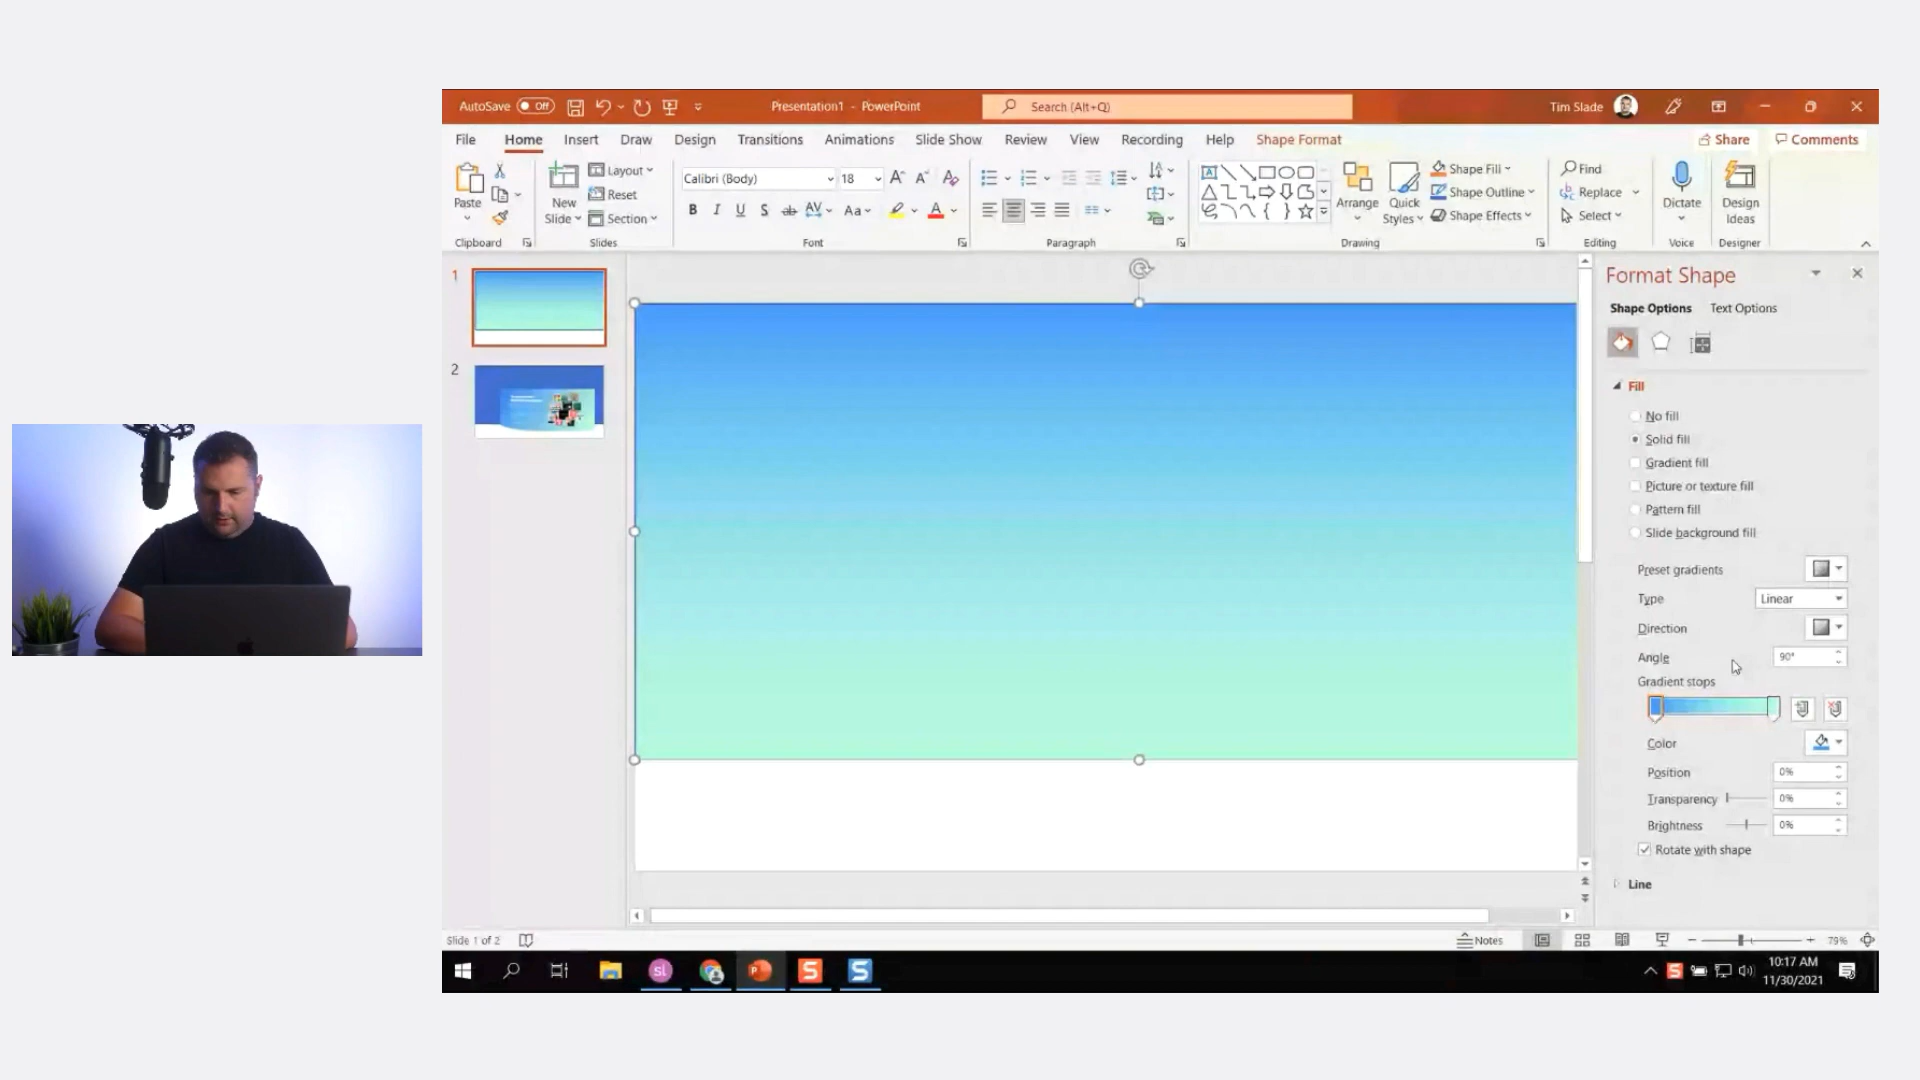 AutoSave Off
Presentation1 - PowerPoint
Search (Alt+Q)
Tim Slade
File Home Insert Draw Design Transitions Animations Slide Show Review View Recording Help Shape Format
Share Comments
Paste
Clipboard
New
Slide
Layout
Reset
Section
Slides
Calibri (Body) 18
B I U S ab AV Aa A
Font
Paragraph
Arrange
Quick
Styles
Shape Fill
Shape Outline
Shape Effects
Drawing
Find
Replace
Select
Editing
Dictate
Voice
Design
Ideas
Designer
1
2
Format Shape
Shape Options Text Options
Fill
No fill
Solid fill
Gradient fill
Picture or texture fill
Pattern fill
Slide background fill
Preset gradients
Type Linear
Direction
Angle 90°
Gradient stops
Color
Position 0%
Transparency 0%
Brightness 0%
Rotate with shape
Line
Slide 1 of 2
Notes
79%
sl
P
S
S
S
10:17 AM
11/30/2021